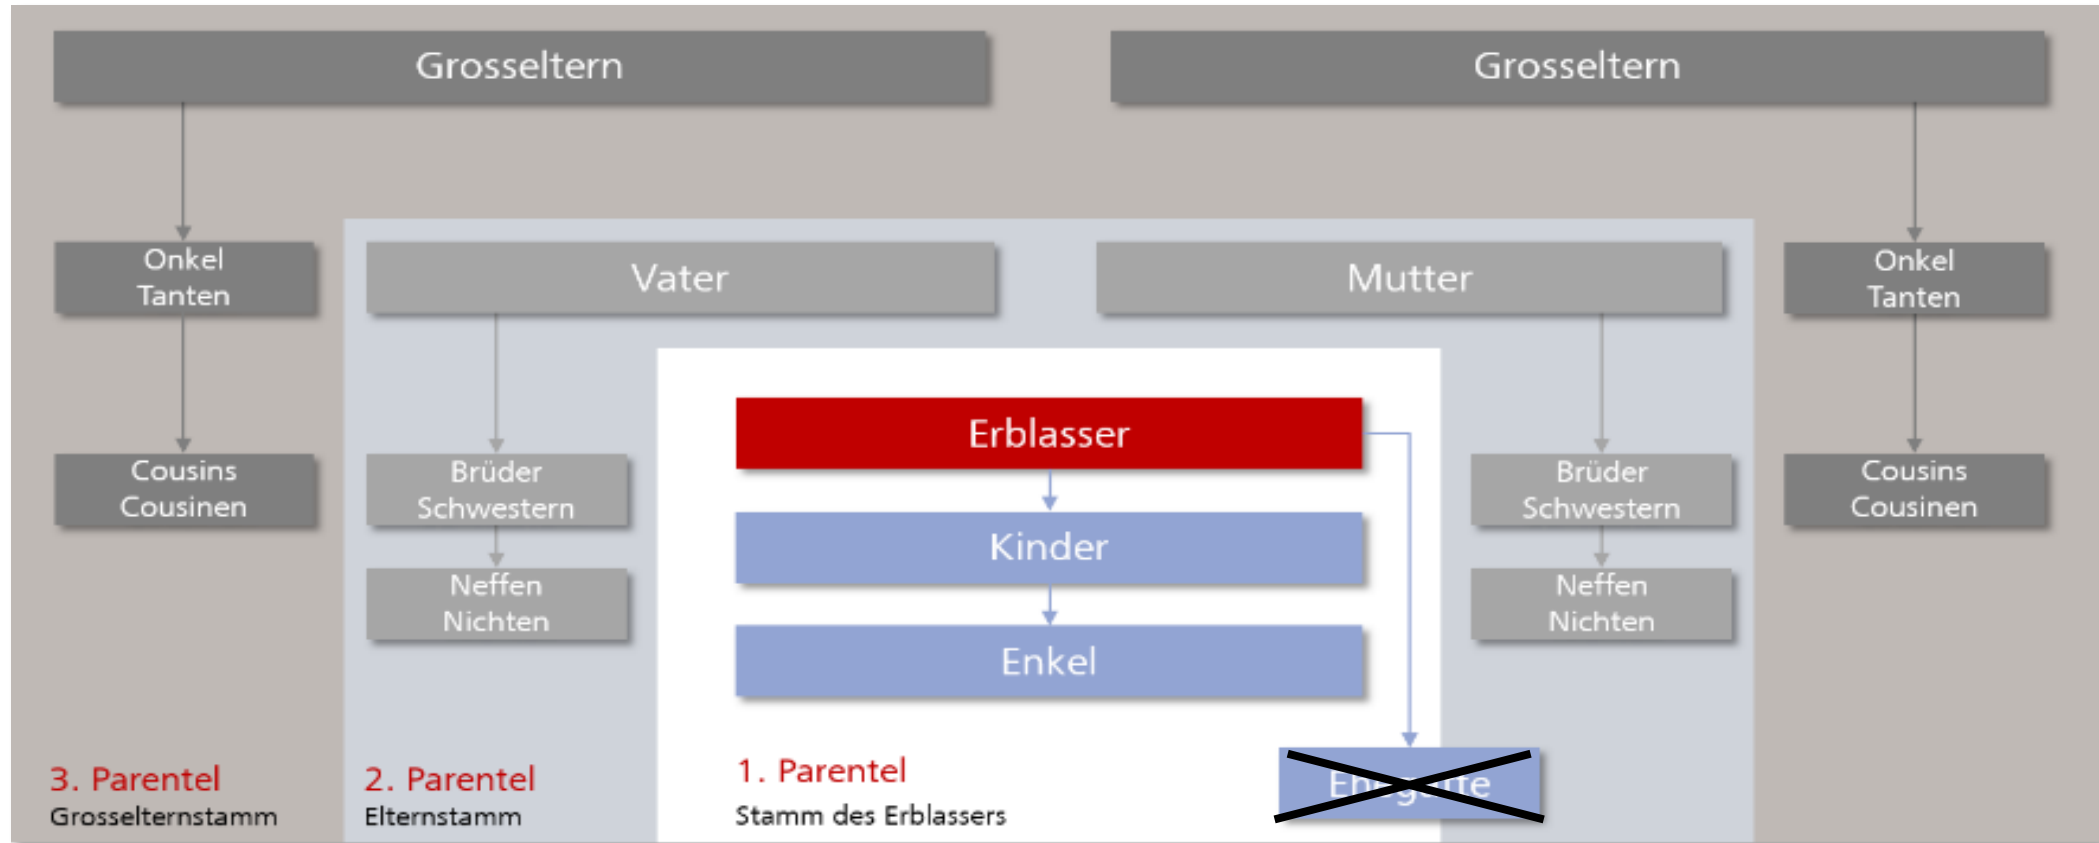 Grosseltern
Grosseltern
Onkel
Tanten
Vater
Mutter
Onkel
Tanten
Erblasser
Cousins
Cousinen
Brüder
Schwestern
Kinder
Brüder
Schwestern
Cousins
Cousinen
Neffen
Nichten
Enkel
Neffen
Nichten
3. Parentel
Grosselternstamm
2. Parentel
Elternstamm
1. Parentel
Stamm des Erblassers
Ehegatte